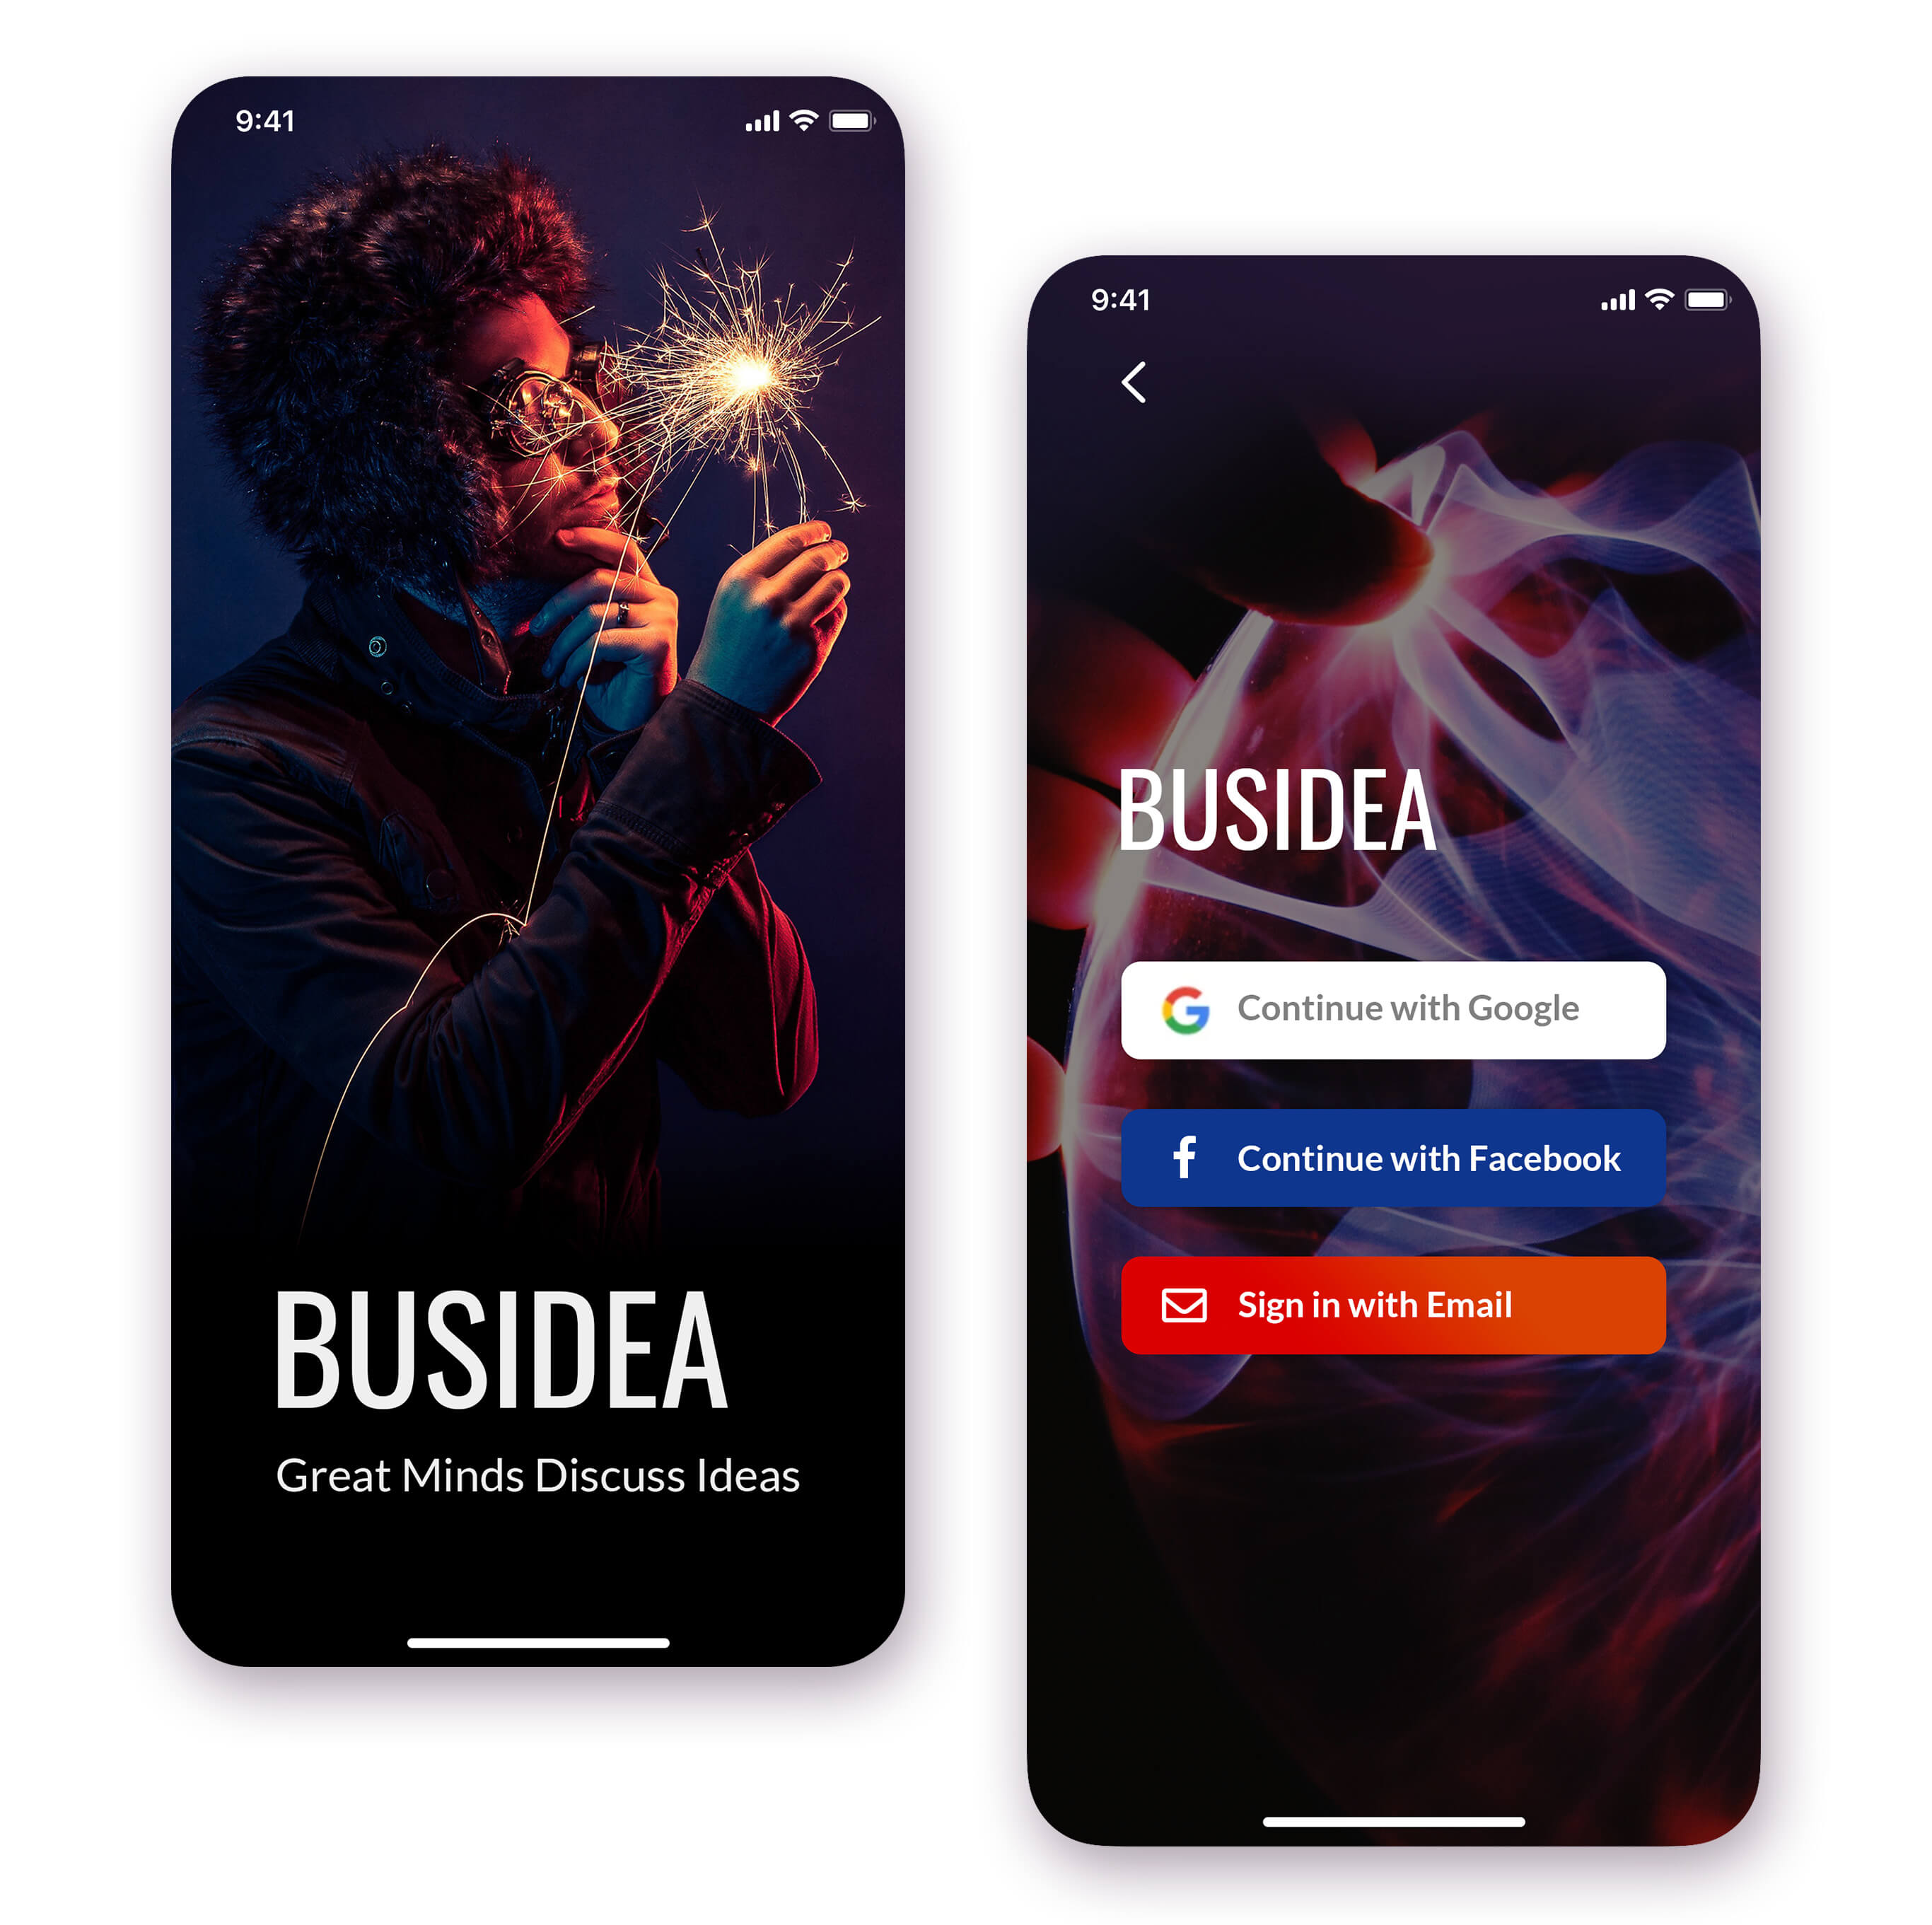 9:41
BUSIDEA
Great Minds Discuss Ideas
9:41
BUSIDEA
Continue with Google
Continue with Facebook
Sign in with Email